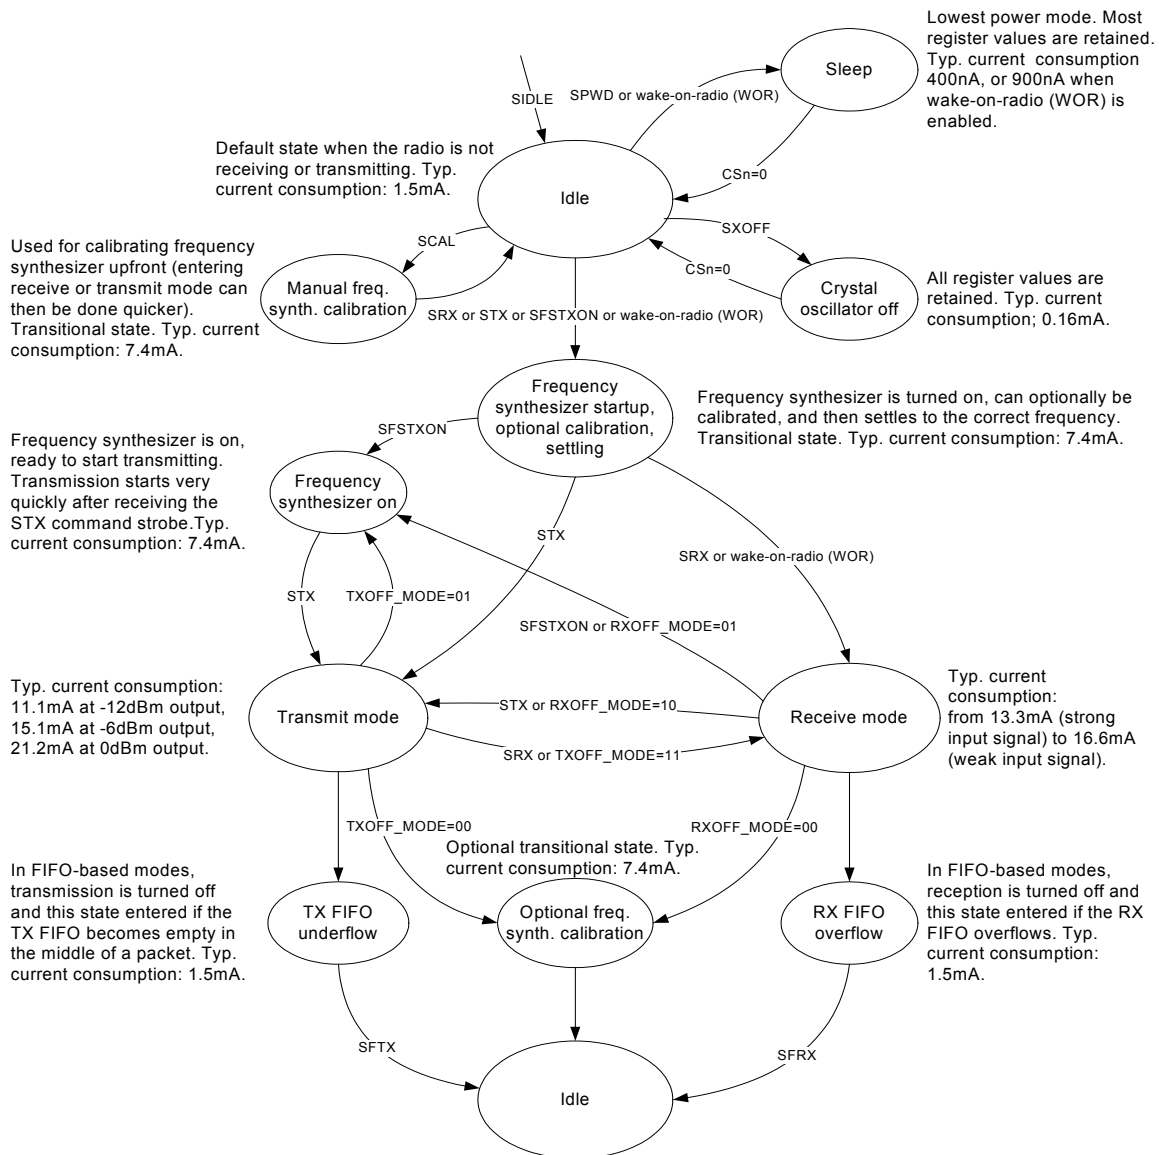 Lowest power mode. Most
register values are retained.
Typ. current consumption
400nA, or 900nA when
wake-on-radio (WOR) is
enabled.
Sleep
SIDLE
SPWD or wake-on-radio (WOR)
Default state when the radio is not
receiving or transmitting. Typ.
current consumption: 1.5mA.
CSn=0
Idle
SXOFF
SCAL
CSn=0
Used for calibrating frequency
synthesizer upfront (entering
receive or transmit mode can
then be done quicker).
Transitional state. Typ. current
consumption: 7.4mA.
Manual freq.
synth. calibration
Crystal
oscillator off
All register values are
retained. Typ. current
consumption; 0.16mA.
SRX or STX or SFSTXON or wake-on-radio (WOR)
Frequency
synthesizer startup,
optional calibration,
settling
Frequency synthesizer is turned on, can optionally be
calibrated, and then settles to the correct frequency.
Transitional state. Typ. current consumption: 7.4mA.
SFSTXON
Frequency synthesizer is on,
ready to start transmitting.
Transmission starts very
quickly after receiving the
STX command strobe.Typ.
current consumption: 7.4mA.
Frequency
synthesizer on
STX
SRX or wake-on-radio (WOR)
STX
TXOFF_MODE=01
SFSTXON or RXOFF_MODE=01
Typ. current consumption:
11.1mA at -12dBm output,
15.1mA at -6dBm output,
21.2mA at 0dBm output.
Transmit mode
STX or RXOFF_MODE=10
Receive mode
SRX or TXOFF_MODE=11
Typ. current
consumption:
from 13.3mA (strong
input signal) to 16.6mA
(weak input signal).
TXOFF_MODE=00
RXOFF_MODE=00
Optional transitional state. Typ.
current consumption: 7.4mA.
In FIFO-based modes,
transmission is turned off
and this state entered if the
TX FIFO becomes empty in
the middle of a packet. Typ.
current consumption: 1.5mA.
TX FIFO
underflow
Optional freq.
synth. calibration
RX FIFO
overflow
In FIFO-based modes,
reception is turned off and
this state entered if the RX
FIFO overflows. Typ.
current consumption:
1.5mA.
SFTX
SFRX
Idle